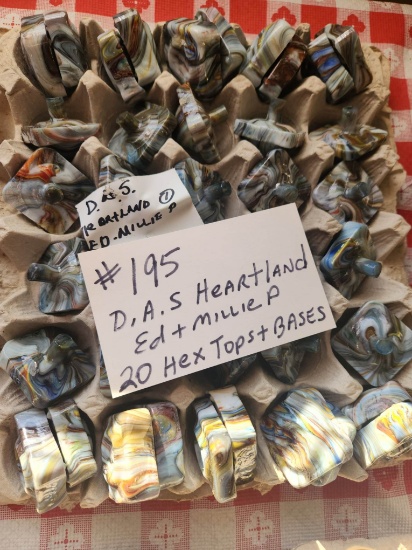 D.A.S.
HEARTLAND 1
ED-MILLIE P
#195
D.A.S HEARTLAND
Ed + MILLIE P
20 HEX TOPS + BASES